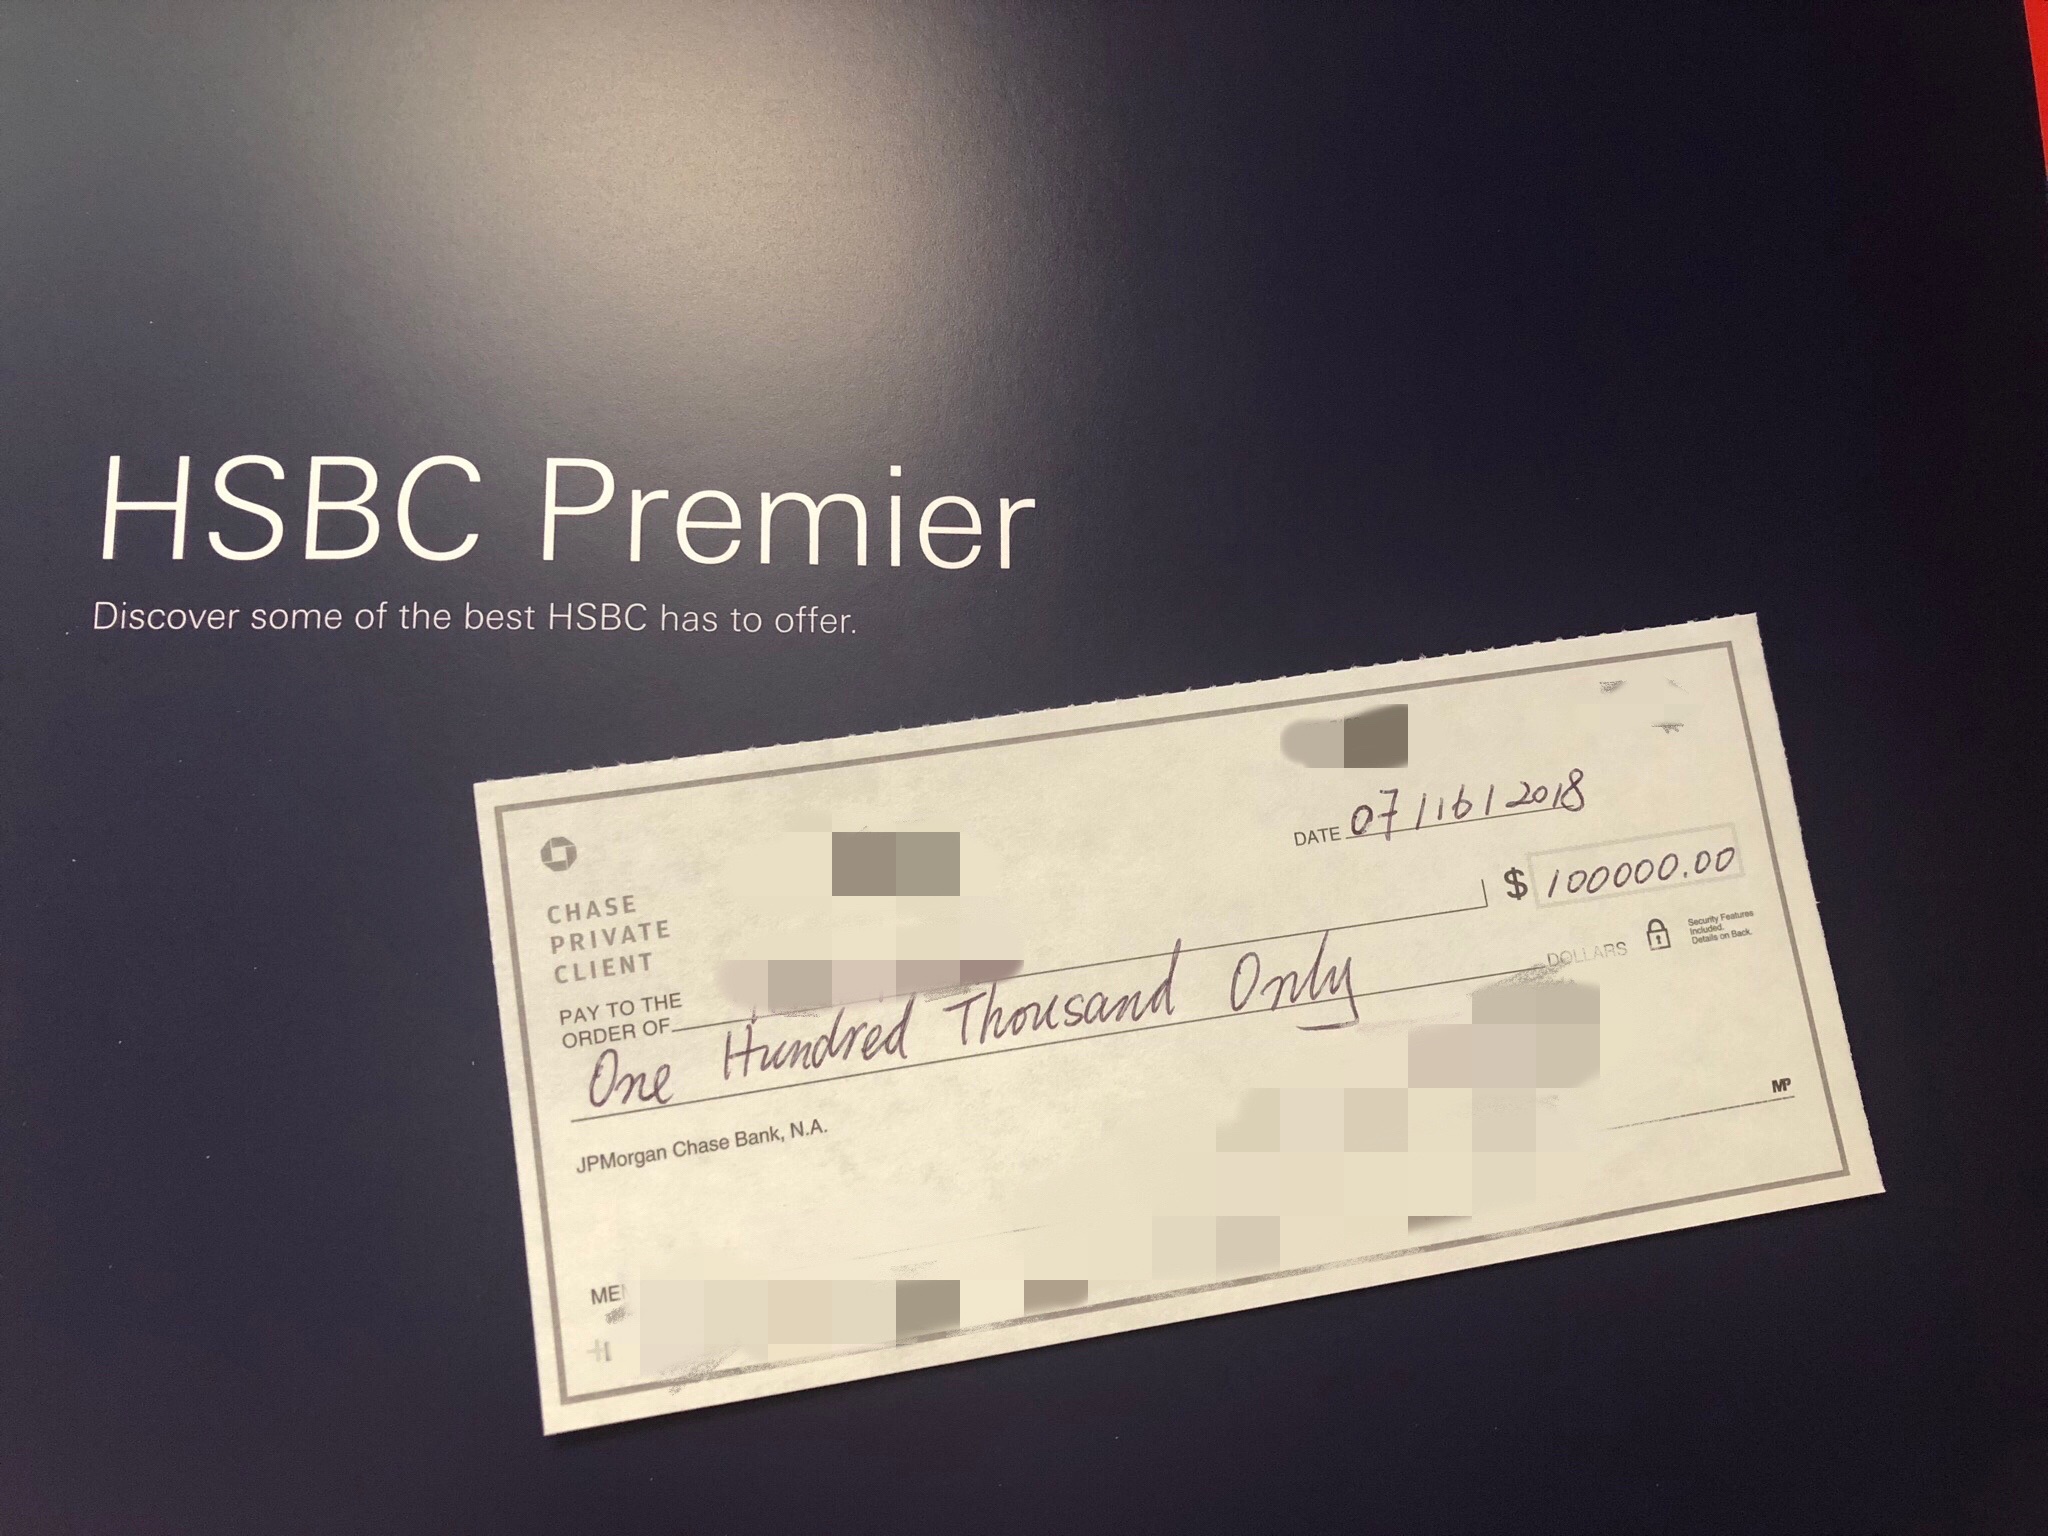 HSBC Premier
Discover some of the best HSBC has to offer.
DATE 07/16/2018
CHASE
PRIVATE
CLIENT
$ 100000.00
PAY TO THE
ORDER OF
One Hundred Thousand Only
DOLLARS
Security Features
Included.
Details on Back.
JPMorgan Chase Bank, N.A.
MP